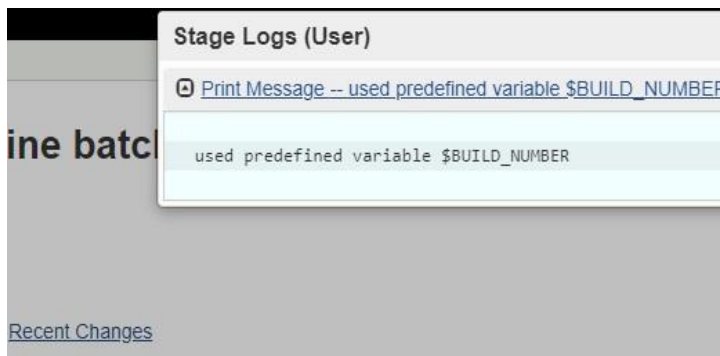 Stage Logs (User)
Print Message -- used predefined variable $BUILD_NUMBER
ine batc
used predefined variable $BUILD_NUMBER
Recent Changes